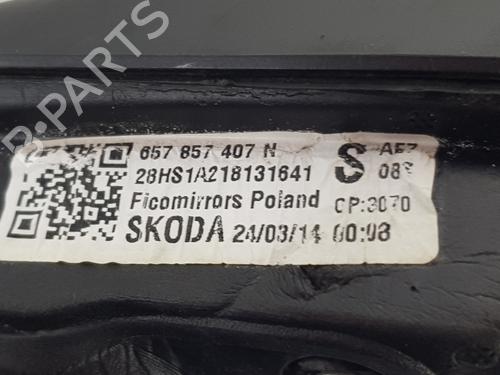 657 857 407 N
28HS1A218131641
Ficomirrors Poland
SKODA 24/03/14 00:08
S
CP:3070
PARTS